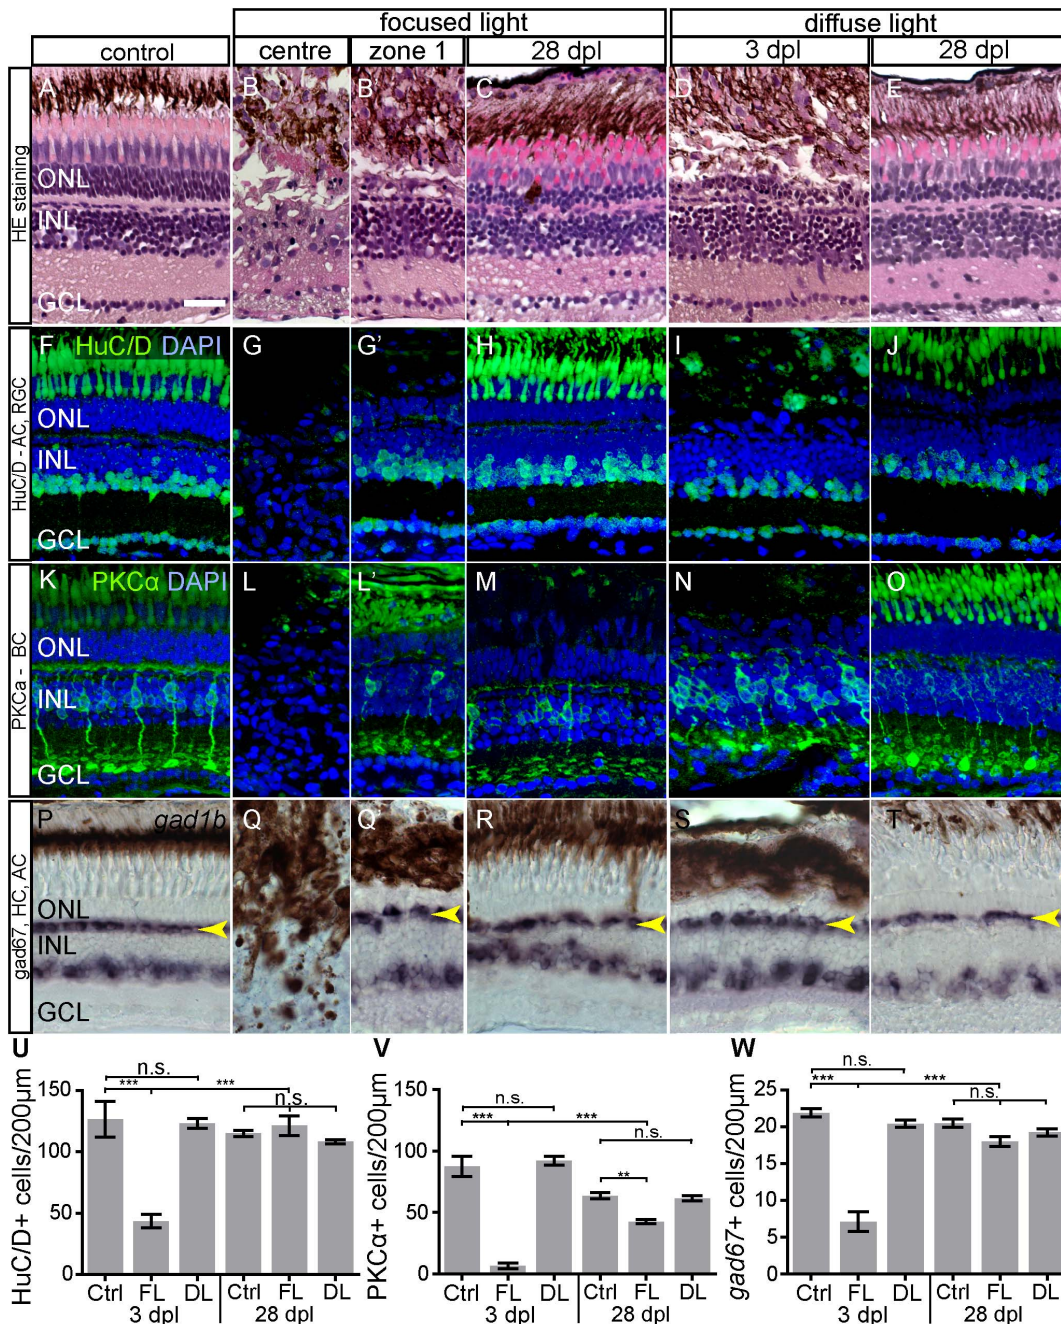 focused light
diffuse light
control
centre
zone 1
28 dpl
3 dpl
28 dpl
HE staining
A
B
B'
C
D
E
ONL
INL
GCL
HuC/D - AC, RGC
F
HuC/D DAPI
G
G'
H
I
J
ONL
INL
GCL
PKCa - BC
K
PKCα DAPI
L
L'
M
N
O
ONL
INL
GCL
gad67, HC, AC
P
gad1b
Q
Q'
R
S
T
ONL
INL
GCL
U
HuC/D+ cells/200µm
150
100
50
0
n.s.
***
***
n.s.
Ctrl FL DL Ctrl FL DL
3 dpl 28 dpl
V
PKCα+ cells/200µm
150
100
50
0
n.s.
***
***
n.s.
**
Ctrl FL DL Ctrl FL DL
3 dpl 28 dpl
W
gad67+ cells/200µm
25
20
15
10
5
0
n.s.
***
***
n.s.
Ctrl FL DL Ctrl FL DL
3 dpl 28 dpl